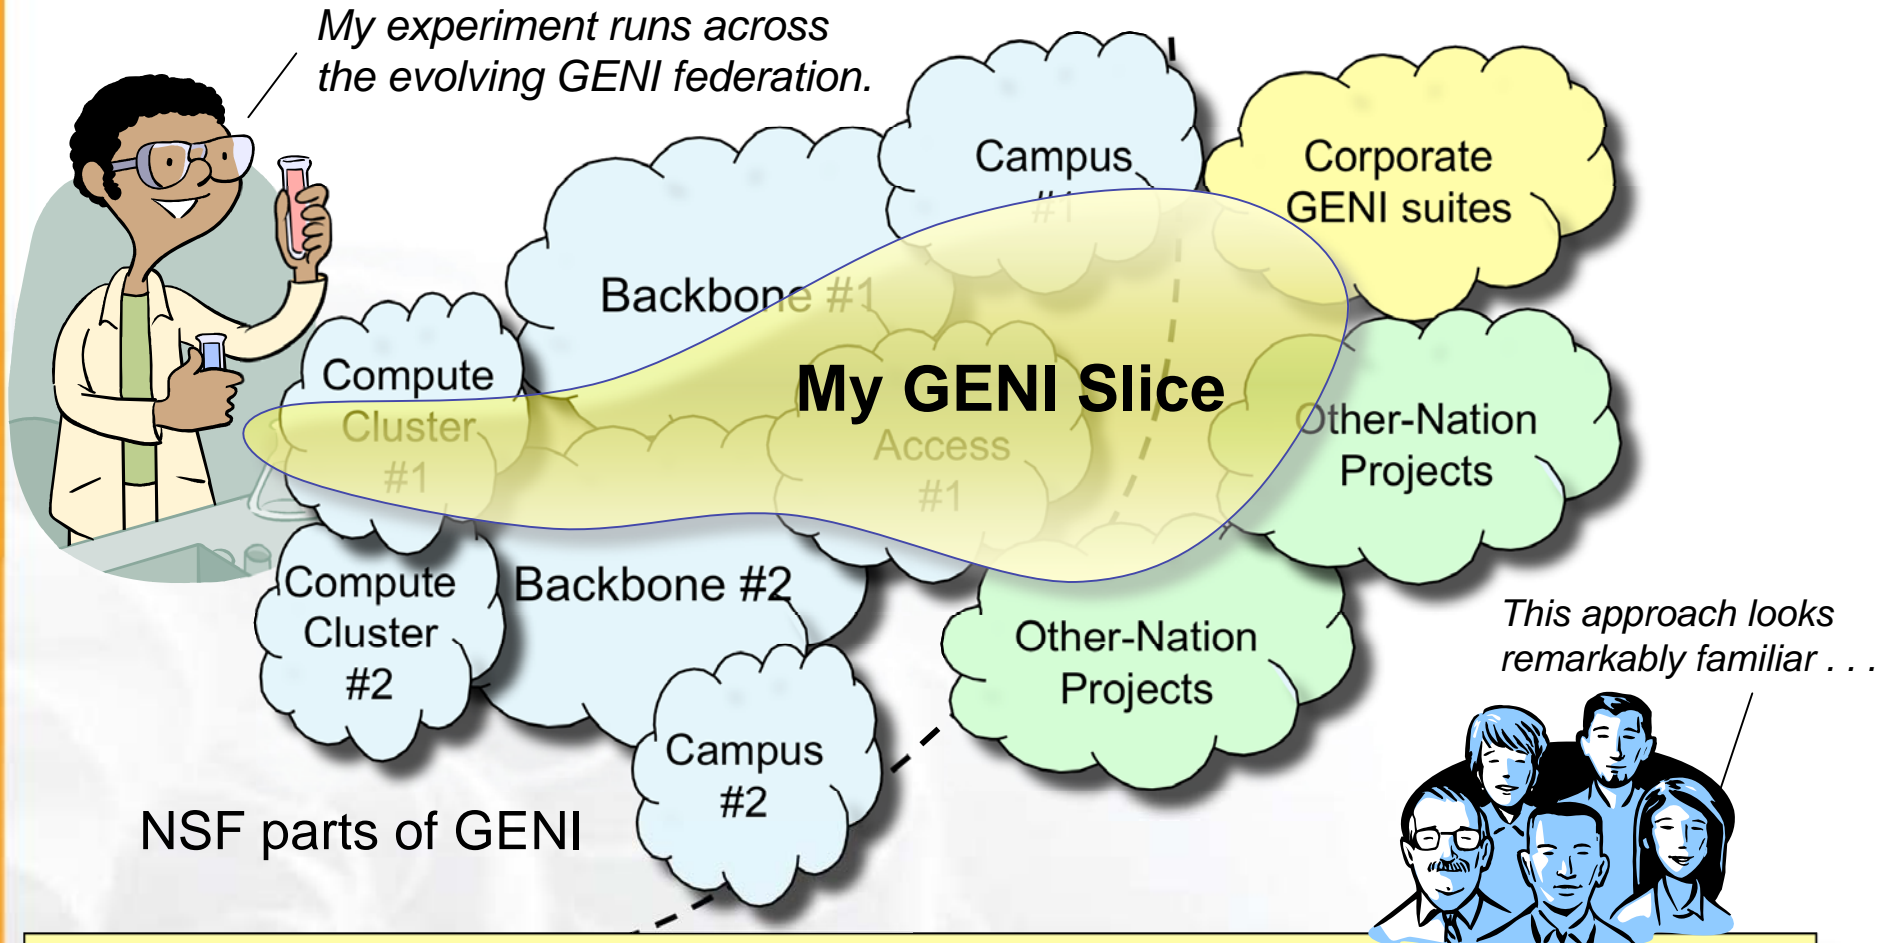 My experiment runs across
the evolving GENI federation.
Campus
#1
Corporate
GENI suites
Backbone #1
Compute
Cluster
#1
My GENI Slice
Access
#1
Other-Nation
Projects
Compute
Cluster
#2
Backbone #2
Other-Nation
Projects
This approach looks
remarkably familiar . . .
Campus
#2
NSF parts of GENI